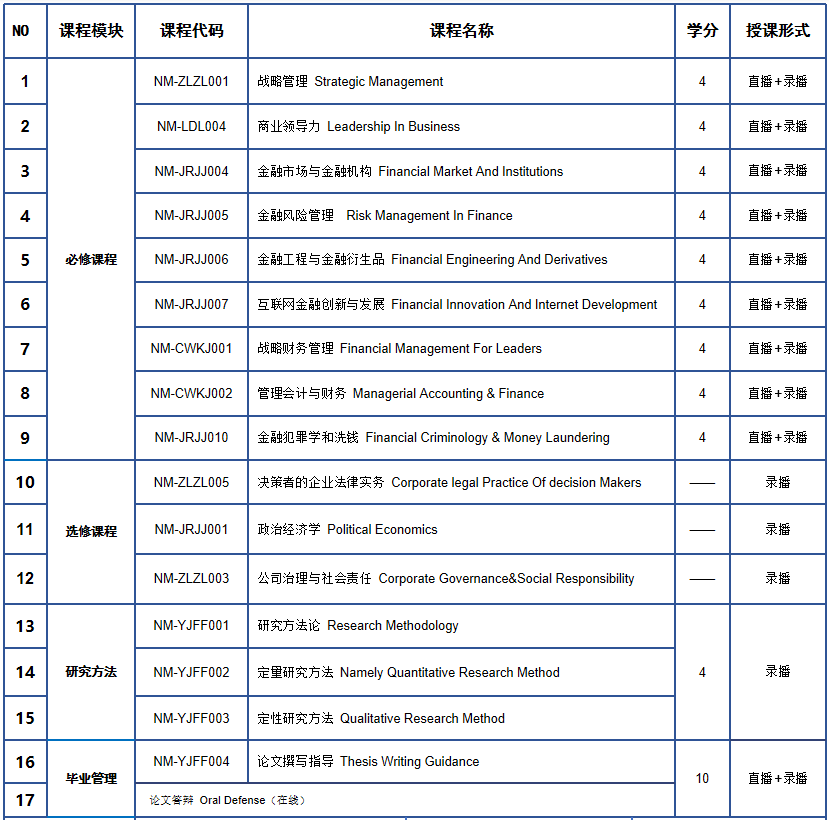 NO 课程模块 课程代码 课程名称 学分 授课形式
1 NM-ZLZL001 战略管理 Strategic Management 4 直播+录播
2 NM-LDL004 商业领导力 Leadership In Business 4 直播+录播
3 NM-JRJJ004 金融市场与金融机构 Financial Market And Institutions 4 直播+录播
4 NM-JRJJ005 金融风险管理 Risk Management In Finance 4 直播+录播
5 必修课程 NM-JRJJ006 金融工程与金融衍生品 Financial Engineering And Derivatives 4 直播+录播
6 NM-JRJJ007 互联网金融创新与发展 Financial Innovation And Internet Development 4 直播+录播
7 NM-CWKJ001 战略财务管理 Financial Management For Leaders 4 直播+录播
8 NM-CWKJ002 管理会计与财务 Managerial Accounting & Finance 4 直播+录播
9 NM-JRJJ010 金融犯罪学和洗钱 Financial Criminology & Money Laundering 4 直播+录播
10 NM-ZLZL005 决策者的企业法律实务 Corporate legal Practice Of decision Makers —— 录播
11 选修课程 NM-JRJJ001 政治经济学 Political Economics —— 录播
12 NM-ZLZL003 公司治理与社会责任 Corporate Governance&Social Responsibility —— 录播
13 NM-YJFF001 研究方法论 Research Methodology
14 研究方法 NM-YJFF002 定量研究方法 Namely Quantitative Research Method 4 录播
15 NM-YJFF003 定性研究方法 Qualitative Research Method
16 NM-YJFF004 论文撰写指导 Thesis Writing Guidance
毕业管理 10 直播+录播
17 论文答辩 Oral Defense（在线）